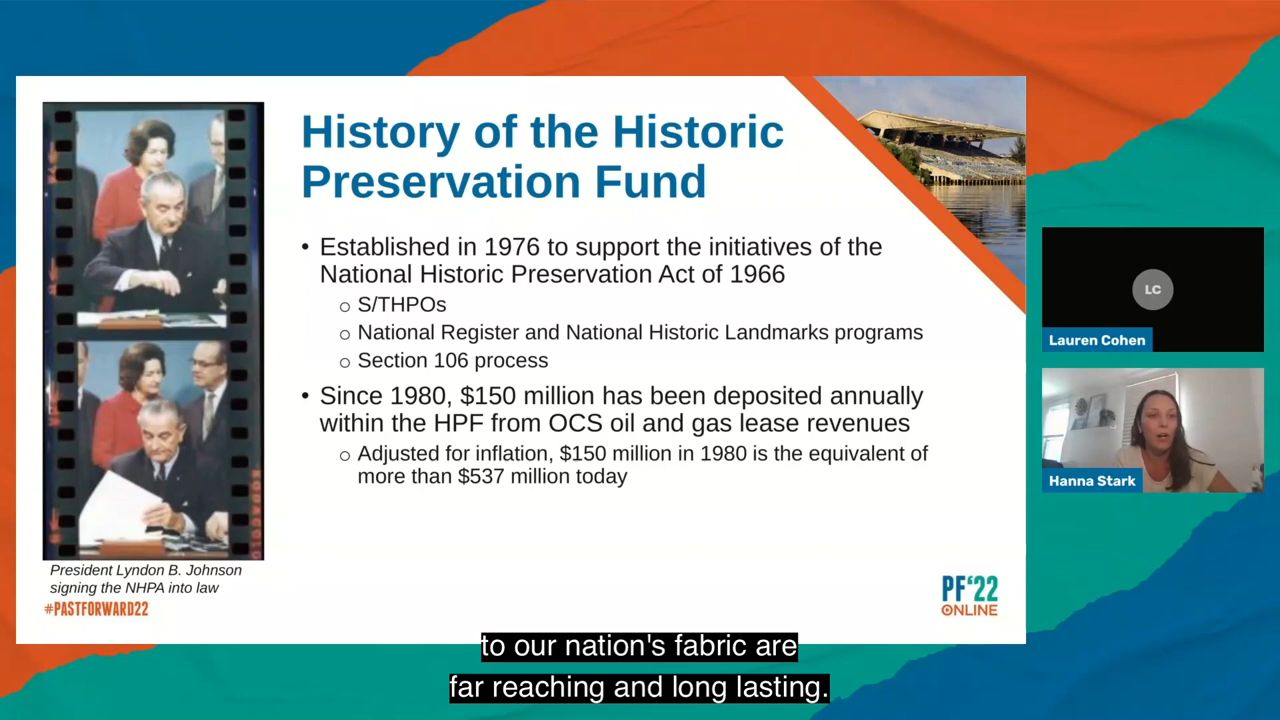 History of the Historic
Preservation Fund
• Established in 1976 to support the initiatives of the
National Historic Preservation Act of 1966
o S/THPOs
o National Register and National Historic Landmarks programs
o Section 106 process
• Since 1980, $150 million has been deposited annually
within the HPF from OCS oil and gas lease revenues
o Adjusted for inflation, $150 million in 1980 is the equivalent of
more than $537 million today
President Lyndon B. Johnson
signing the NHPA into law
#PASTFORWARD22
PF'22
ONLINE
LC
Lauren Cohen
Hanna Stark
to our nation's fabric are
far reaching and long lasting.